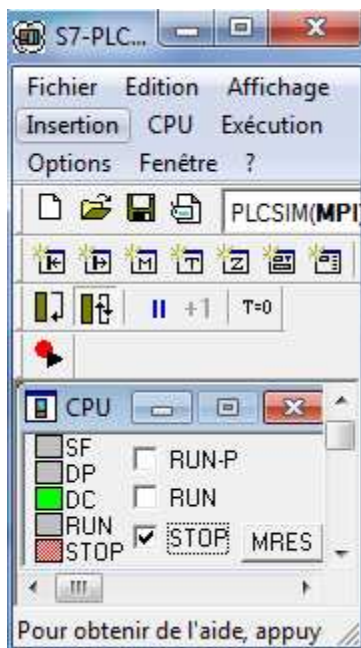 S7-PLC...
Fichier Edition Affichage
Insertion CPU Exécution
Options Fenêtre ?
PLCSIM(MPI
+1 T=0
CPU
SF
DP
DC
RUN
STOP
RUN-P
RUN
STOP
MRES
Pour obtenir de l'aide, appuy